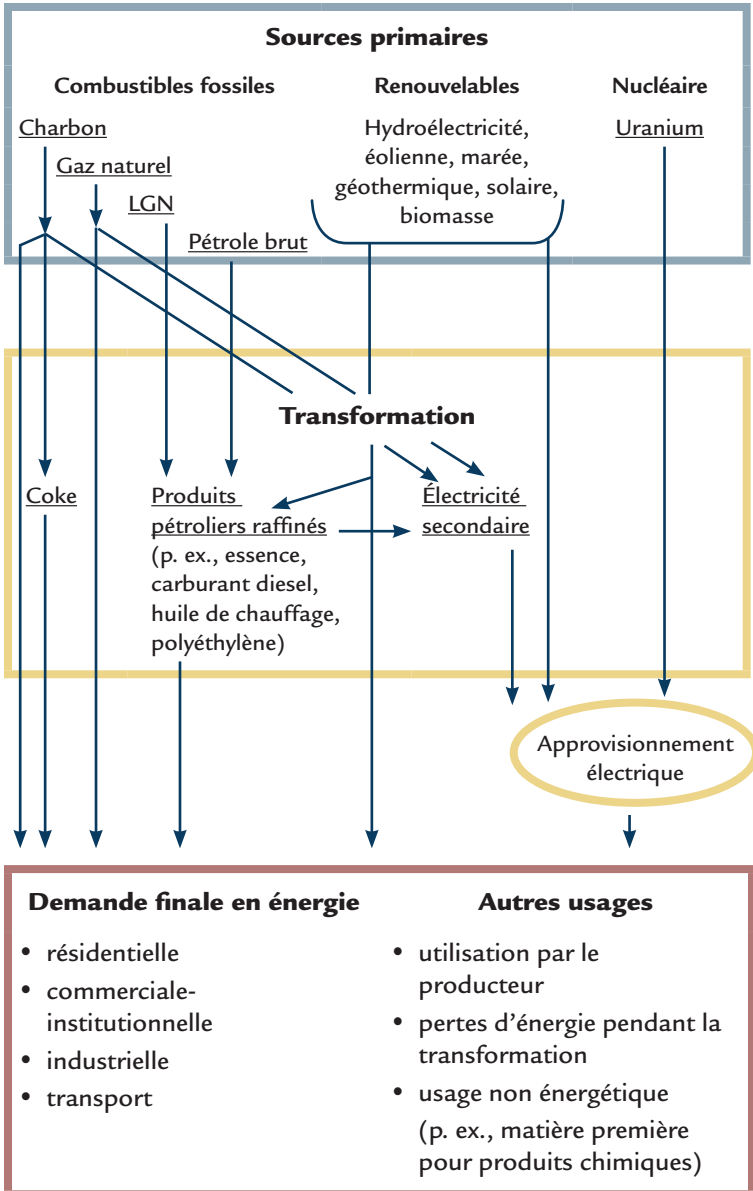 Sources primaires
Combustibles fossiles
Renouvelables
Nucléaire
Charbon
Gaz naturel
LGN
Pétrole brut
Hydroélectricité,
éolienne, marée,
géothermique, solaire,
biomasse
Uranium
Transformation
Coke
Produits
pétroliers raffinés
(p. ex., essence,
carburant diesel,
huile de chauffage,
polyéthylène)
Électricité
secondaire
Approvisionnement
électrique
Demande finale en énergie
• résidentielle
• commerciale-
institutionnelle
• industrielle
• transport
Autres usages
• utilisation par le
producteur
• pertes d’énergie pendant la
transformation
• usage non énergétique
(p. ex., matière première
pour produits chimiques)